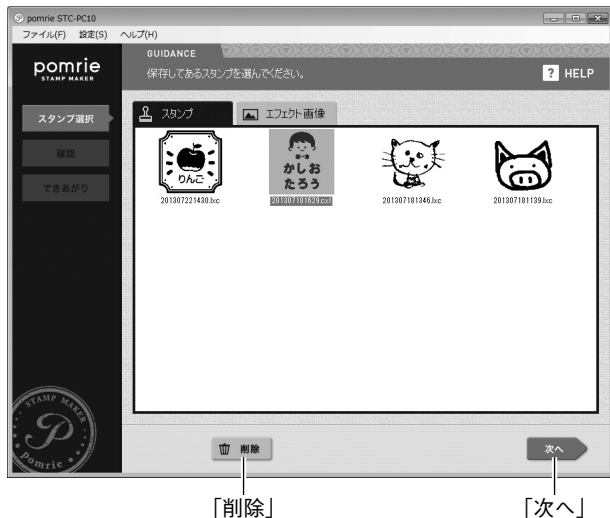 pomrie STC-PC10
ファイル(F) 設定(S) ヘルプ(H)
pomrie
STAMP MAKER
GUIDANCE
保存してあるスタンプを選んでください。
? HELP
スタンプ選択
確認
できあがり
スタンプ
エフェクト画像
りんご
かしお
たろう
201307221430.lxc
201307181629.cxl
201307181346.lxc
201307181139.lxc
STAMP MAKER
P
pomrie
削除
次へ
「削除」
「次へ」